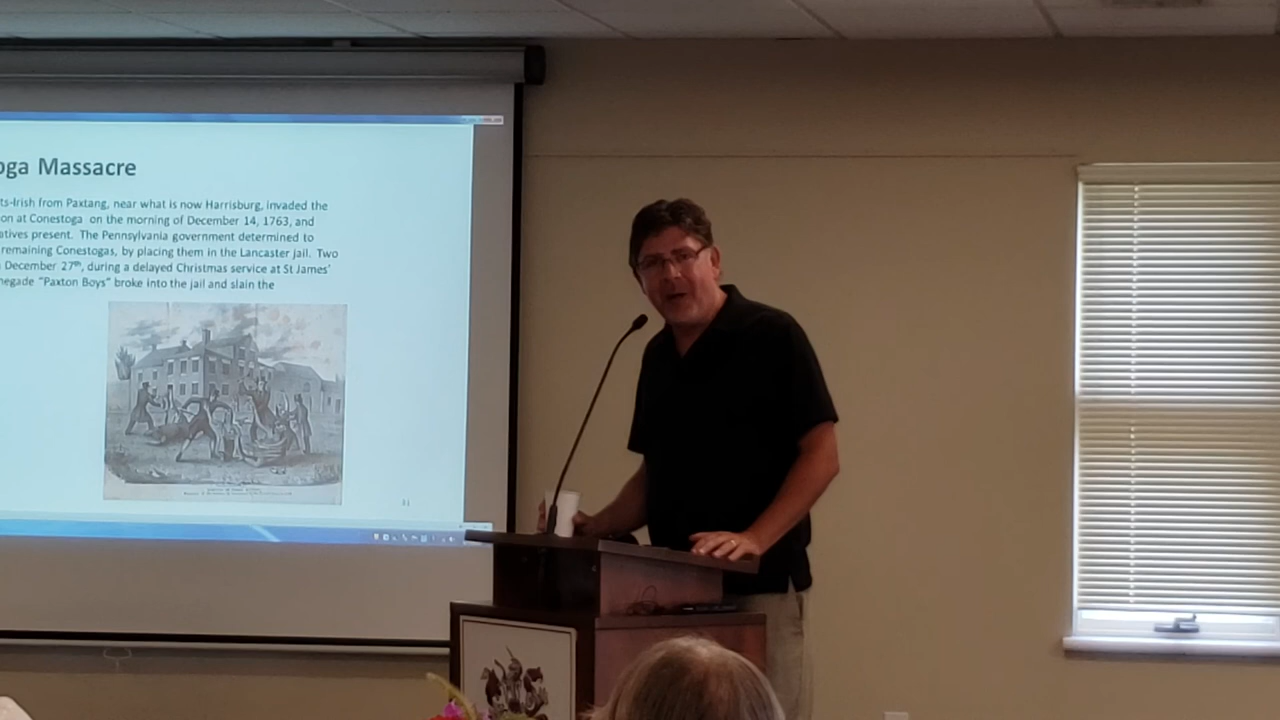 oga Massacre
ts-Irish from Paxtang, near what is now Harrisburg, invaded the
on at Conestoga on the morning of December 14, 1763, and
atives present. The Pennsylvania government determined to
remaining Conestogas, by placing them in the Lancaster jail. Two
December 27th, during a delayed Christmas service at St James'
negade "Paxton Boys" broke into the jail and slain the